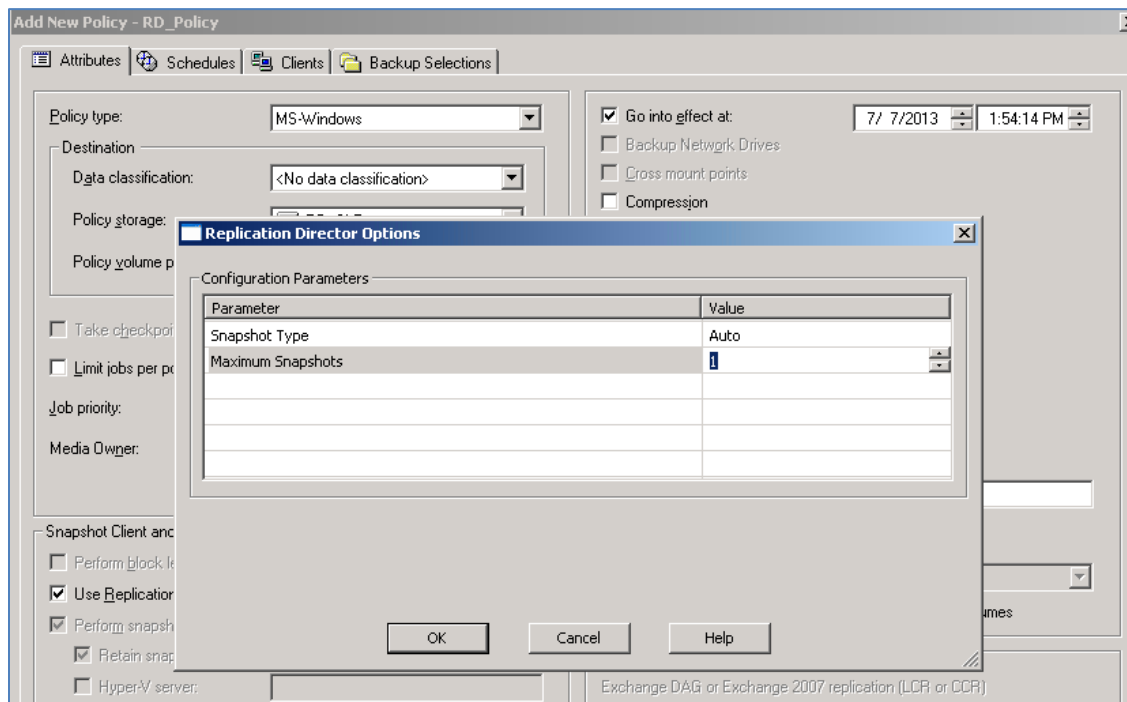 Add New Policy - RD_Policy
Attributes Schedules Clients Backup Selections
Policy type: MS-Windows
Destination
Data classification: <No data classification>
Policy storage:
Policy volume p
Take checkpoi
Limit jobs per po
Job priority:
Media Owner:
Snapshot Client and
Perform block le
Use Replication
Perform snapsh
Retain snap
Hyper-V server:
Go into effect at: 7/ 7/2013 1:54:14 PM
Backup Network Drives
Cross mount points
Compression
Replication Director Options
Configuration Parameters
Parameter Value
Snapshot Type Auto
Maximum Snapshots 1
OK Cancel Help
umes
Exchange DAG or Exchange 2007 replication (LCR or CCR)